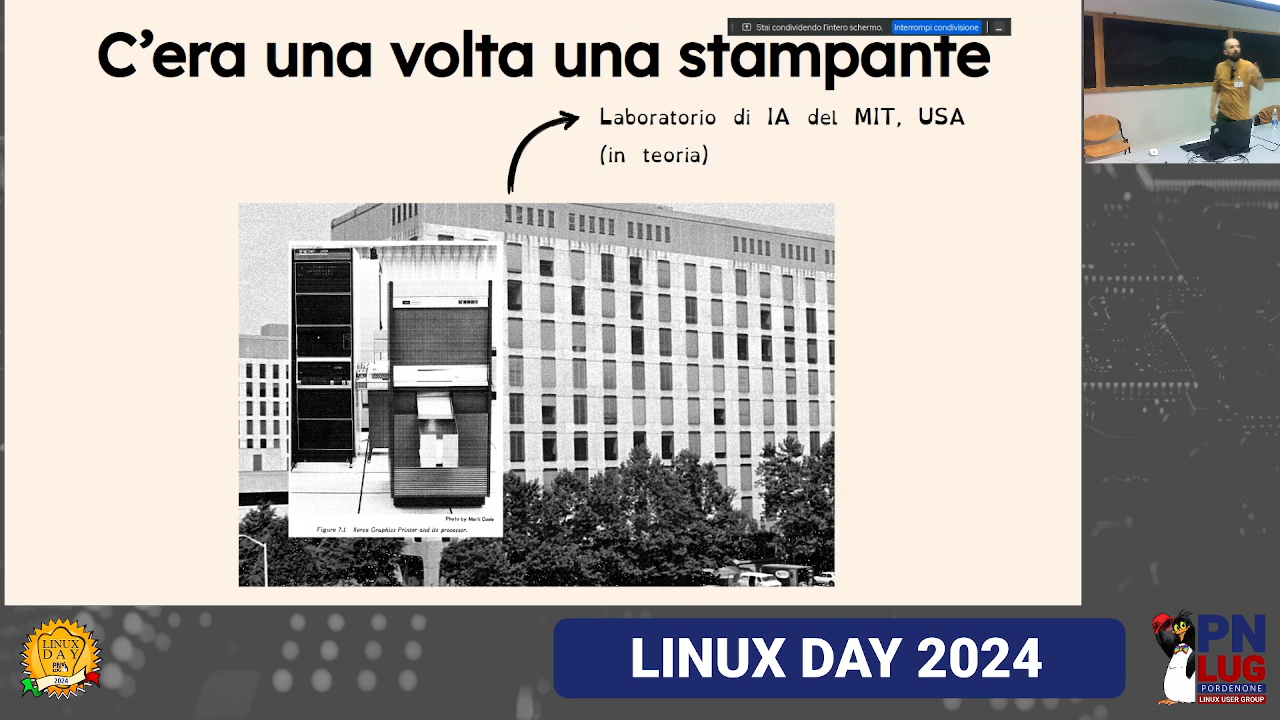 C'era una volta una stampante
Stai condividendo l'intero schermo.
Interrompi condivisione
Laboratorio di IA del MIT, USA
(in teoria)
Photo by Marti Coale
Figure 7.1 Xerox Graphics Printer and its processor.
LINUX
DAY
2024
LINUX DAY 2024
PN
LUG
PORDENONE
LINUX USER GROUP